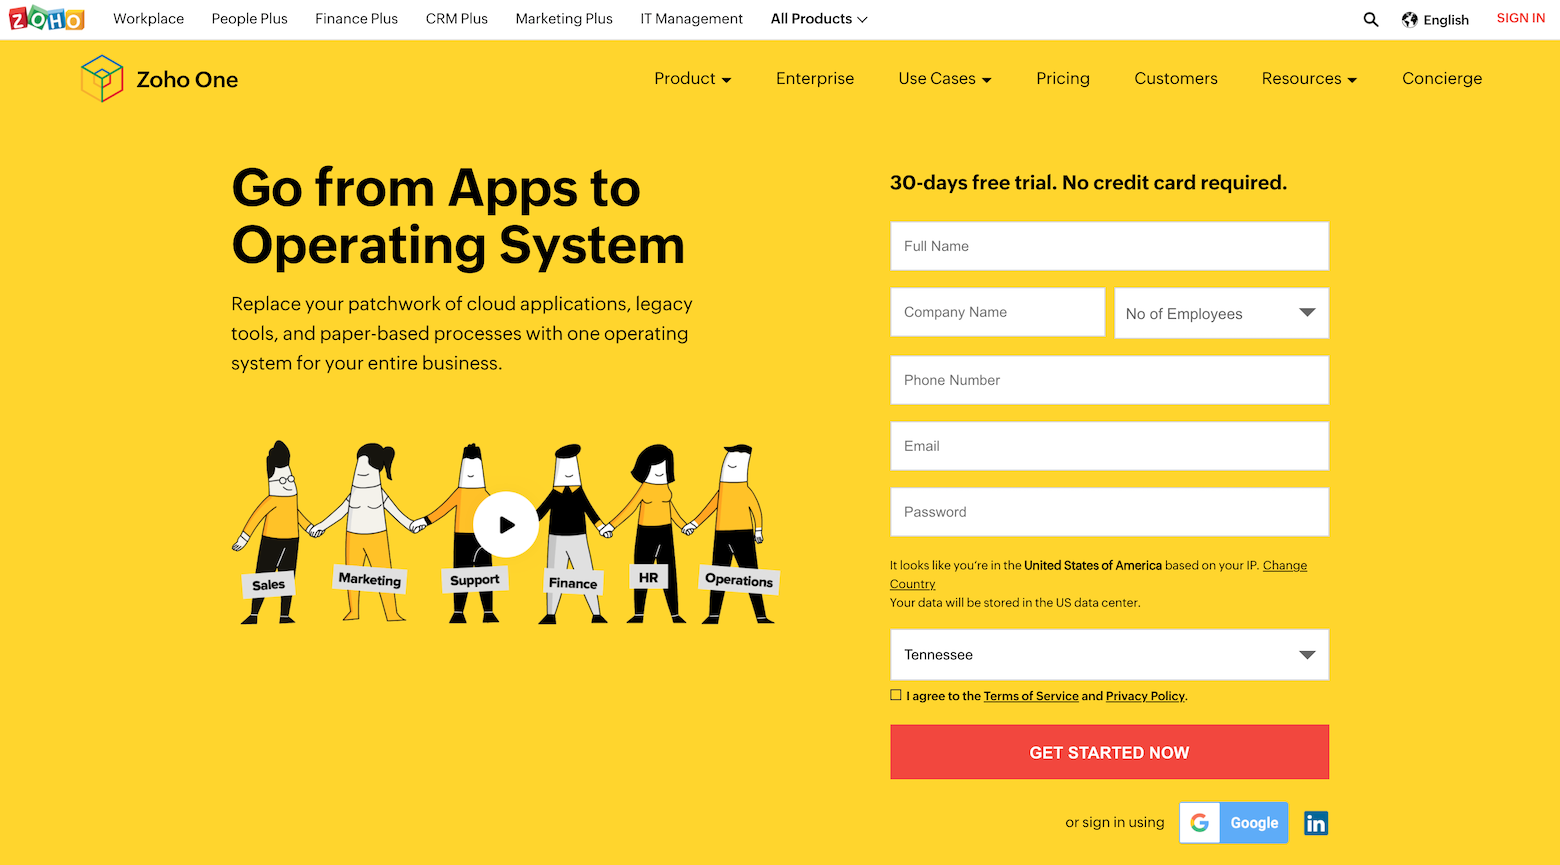 ZOHO Workplace People Plus Finance Plus CRM Plus Marketing Plus IT Management All Products English SIGN IN
Zoho One Product Enterprise Use Cases Pricing Customers Resources Concierge
Go from Apps to
Operating System
Replace your patchwork of cloud applications, legacy
tools, and paper-based processes with one operating
system for your entire business.
Sales Marketing Support Finance HR Operations
30-days free trial. No credit card required.
Full Name
Company Name No of Employees
Phone Number
Email
Password
It looks like you’re in the United States of America based on your IP. Change
Country
Your data will be stored in the US data center.
Tennessee
I agree to the Terms of Service and Privacy Policy.
GET STARTED NOW
or sign in using G Google in